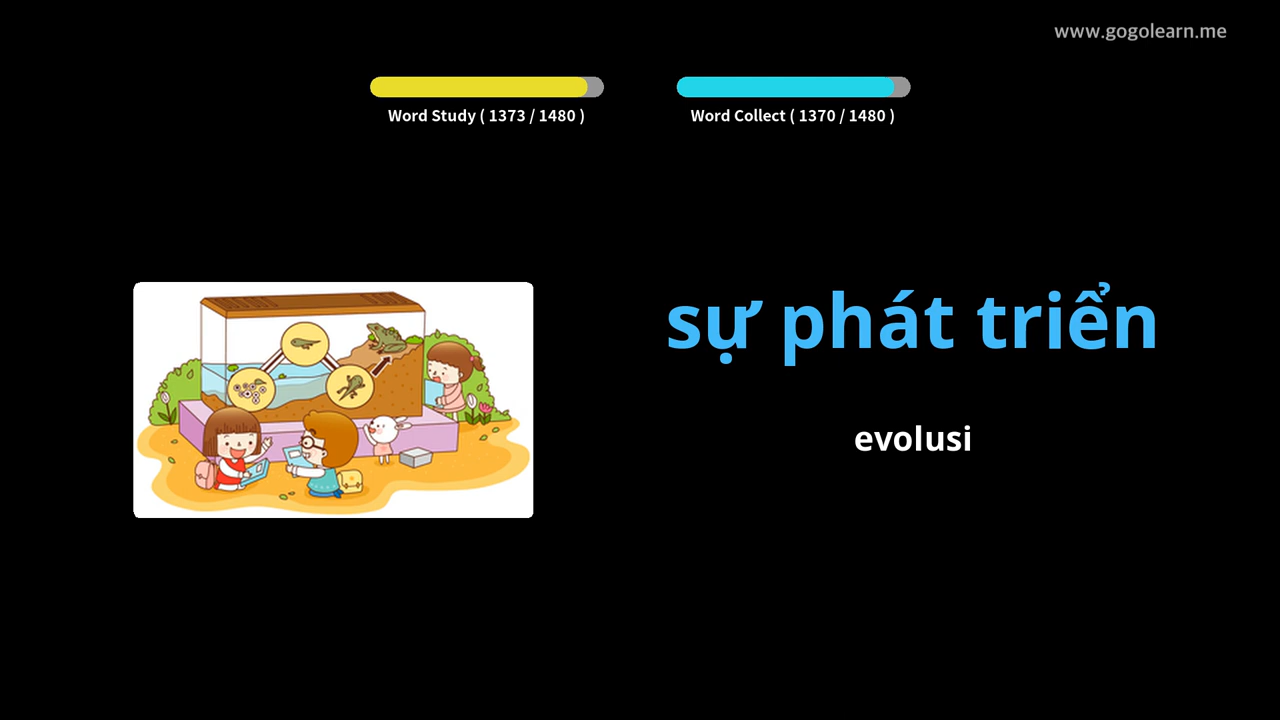 www.gogolearn.me
Word Study ( 1373 / 1480 )
Word Collect ( 1370 / 1480 )
sự phát triển
evolusi